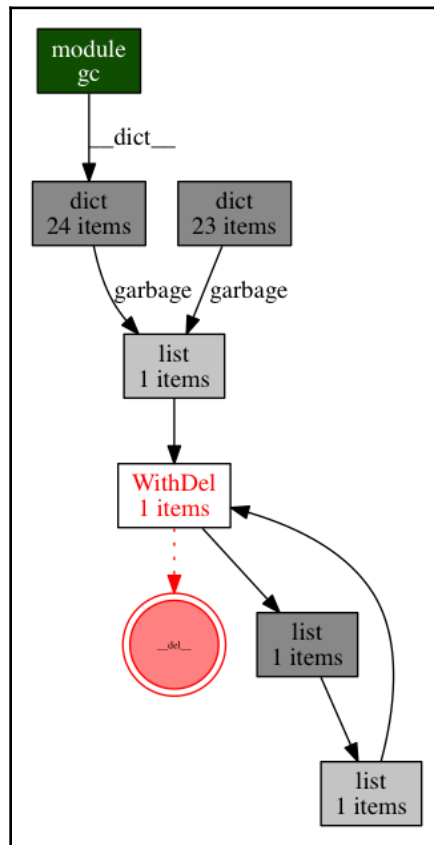 module
gc
__dict__
dict
24 items
dict
23 items
garbage
garbage
list
1 items
WithDel
1 items
__del__
list
1 items
list
1 items